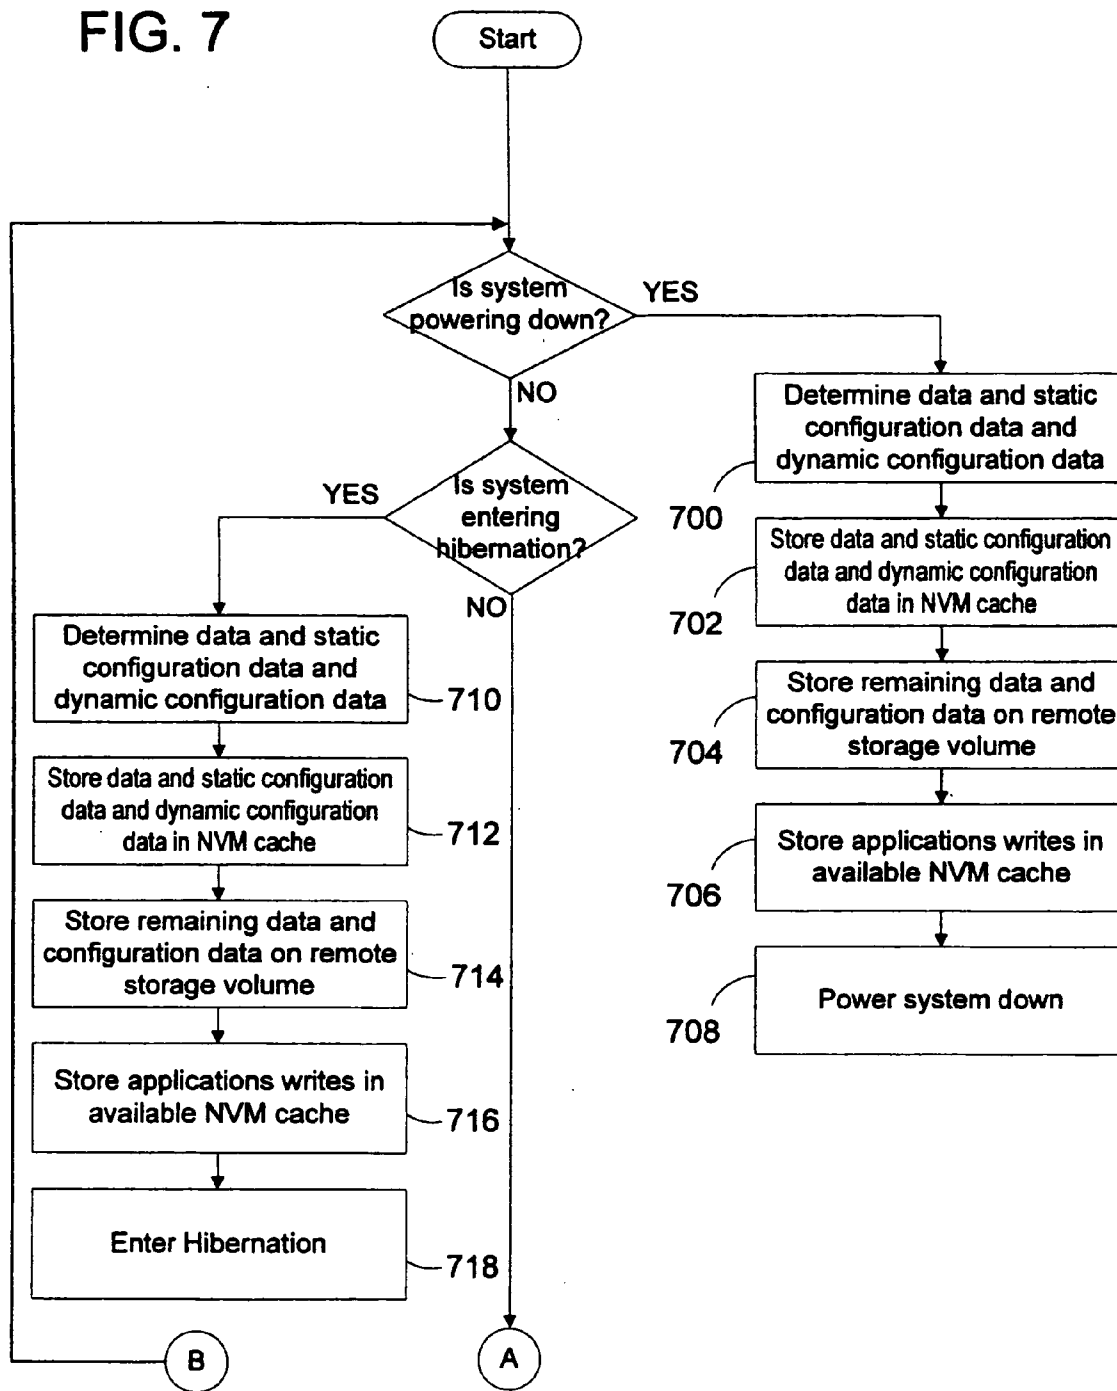 FIG. 7
Start
Is system
powering down?
YES
NO
Determine data and static
configuration data and
dynamic configuration data
700
Store data and static configuration
data and dynamic configuration
data in NVM cache
702
Store remaining data and
configuration data on remote
storage volume
704
Store applications writes in
available NVM cache
706
Power system down
708
Is system
entering
hibernation?
YES
NO
Determine data and static
configuration data and
dynamic configuration data
710
Store data and static configuration
data and dynamic configuration
data in NVM cache
712
Store remaining data and
configuration data on remote
storage volume
714
Store applications writes in
available NVM cache
716
Enter Hibernation
718
B
A